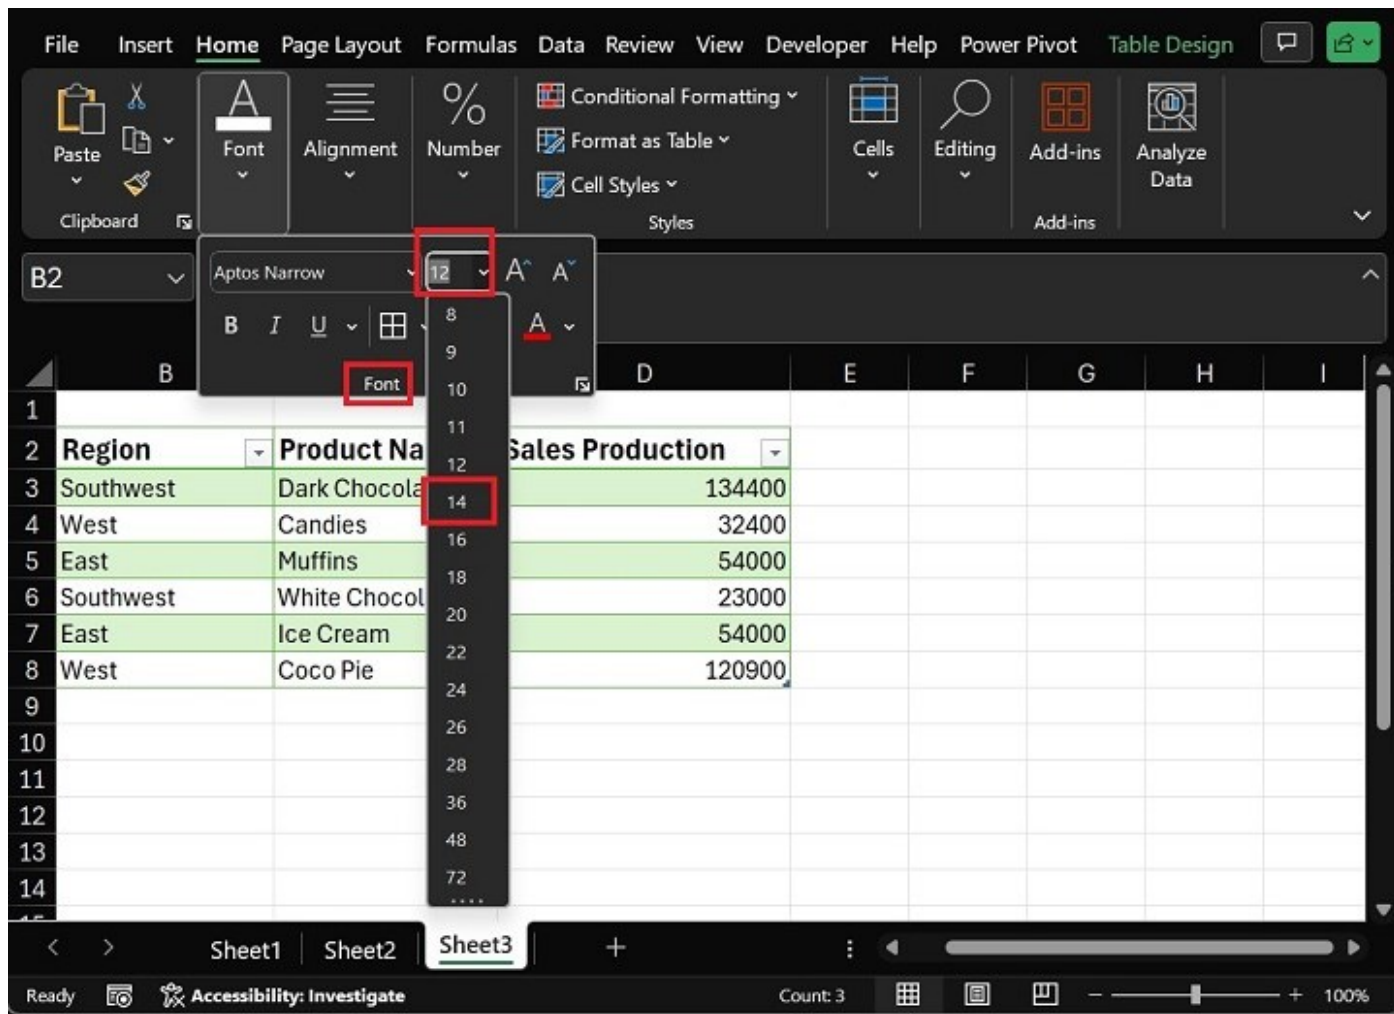 File Insert Home Page Layout Formulas Data Review View Developer Help Power Pivot Table Design
Paste
Clipboard
Font
Alignment
Number
Conditional Formatting
Format as Table
Cell Styles
Styles
Cells
Editing
Add-ins
Add-ins
Analyze
Data
B2
Aptos Narrow 12
B I U A
Font
8
9
10
11
12
14
16
18
20
22
24
26
28
36
48
72
B D E F G H I
1
2 Region Product Na Sales Production
3 Southwest Dark Chocola 134400
4 West Candies 32400
5 East Muffins 54000
6 Southwest White Chocol 23000
7 East Ice Cream 54000
8 West Coco Pie 120900
9
10
11
12
13
14
Sheet1 Sheet2 Sheet3 +
Ready Accessibility: Investigate Count: 3 100%